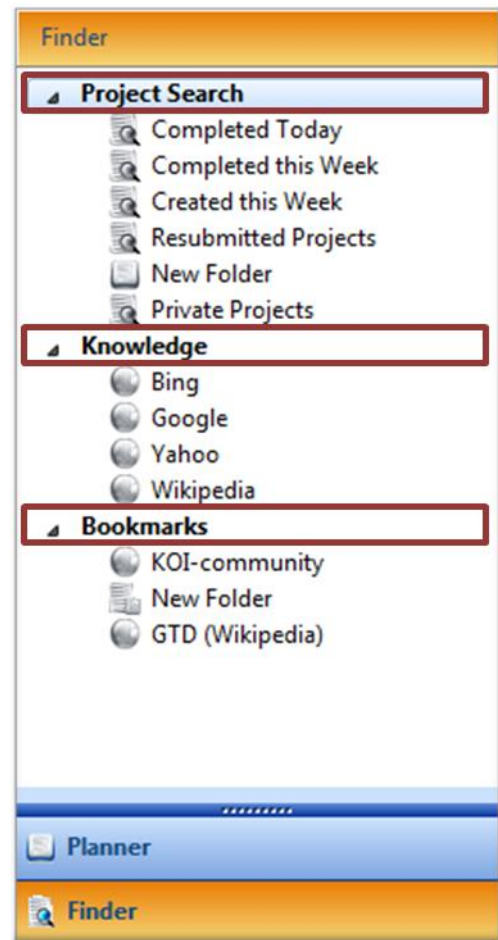 Finder
Project Search
Completed Today
Completed this Week
Created this Week
Resubmitted Projects
New Folder
Private Projects
Knowledge
Bing
Google
Yahoo
Wikipedia
Bookmarks
KOI-community
New Folder
GTD (Wikipedia)
Planner
Finder